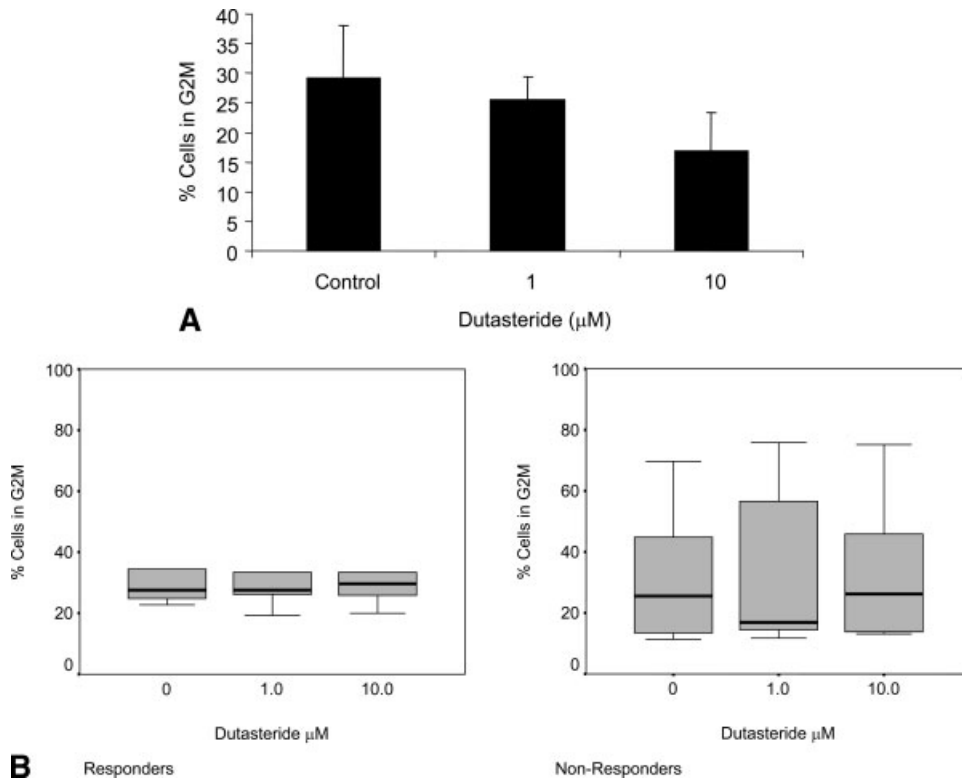 40
35
30
25
20
15
10
5
0
% Cells in G2M
Control 1 10
Dutasteride (μM)
A
100
80
60
40
20
0
% Cells in G2M
0 1.0 10.0
Dutasteride μM
Responders
100
80
60
40
20
0
% Cells in G2M
0 1.0 10.0
Dutasteride μM
Non-Responders
B